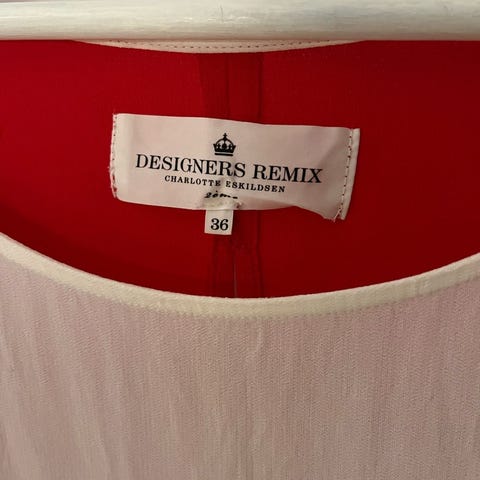 DESIGNERS REMIX
CHARLOTTE ESKILDSEN
36